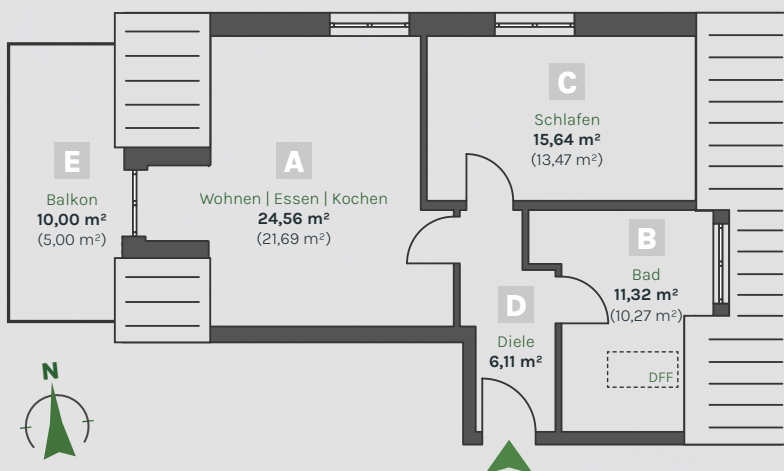 C
Schlafen
15,64 m²
(13,47 m²)
E
Balkon
10,00 m²
(5,00 m²)
A
Wohnen | Essen | Kochen
24,56 m²
(21,69 m²)
B
Bad
11,32 m²
(10,27 m²)
D
Diele
6,11 m²
DFF
N